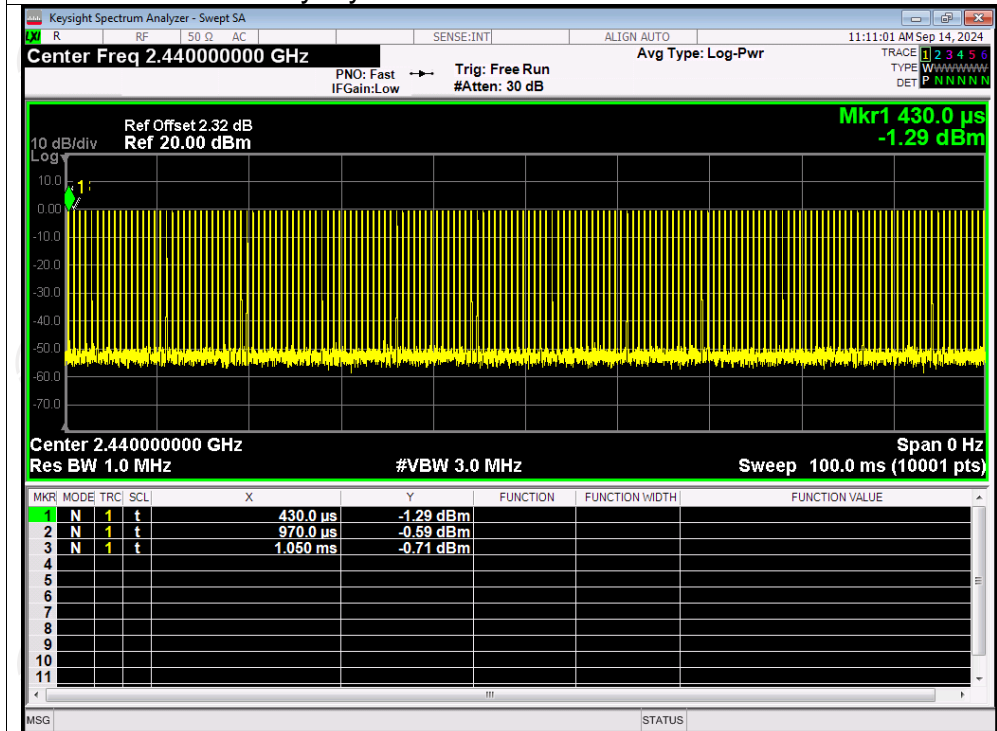 Keysight Spectrum Analyzer - Swept SA
LXI R RF 50 Ω AC SENSE:INT ALIGN AUTO 11:11:01 AM Sep 14, 2024
Center Freq 2.440000000 GHz Avg Type: Log-Pwr TRACE 1 2 3 4 5 6
PNO: Fast Trig: Free Run TYPE WWWWWW
IFGain:Low #Atten: 30 dB DET P N N N N N
Mkr1 430.0 µs
Ref Offset 2.32 dB
10 dB/div Ref 20.00 dBm -1.29 dBm
Log
10.0
1
0.00
-10.0
-20.0
-30.0
-40.0
-50.0
-60.0
-70.0
Center 2.440000000 GHz Span 0 Hz
Res BW 1.0 MHz #VBW 3.0 MHz Sweep 100.0 ms (10001 pts)
MKR MODE TRC SCL X Y FUNCTION FUNCTION WIDTH FUNCTION VALUE
1 N 1 t 430.0 µs -1.29 dBm
2 N 1 t 970.0 µs -0.59 dBm
3 N 1 t 1.050 ms -0.71 dBm
4
5
6
7
8
9
10
11
MSG STATUS